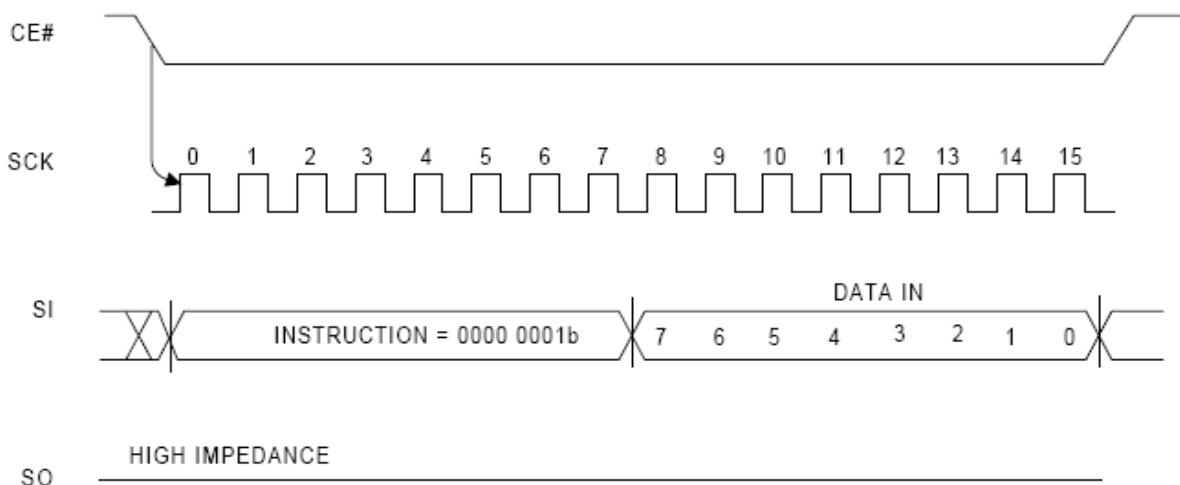 CE#
SCK
0 1 2 3 4 5 6 7 8 9 10 11 12 13 14 15
SI
DATA IN
INSTRUCTION = 0000 0001b
7 6 5 4 3 2 1 0
HIGH IMPEDANCE
SO